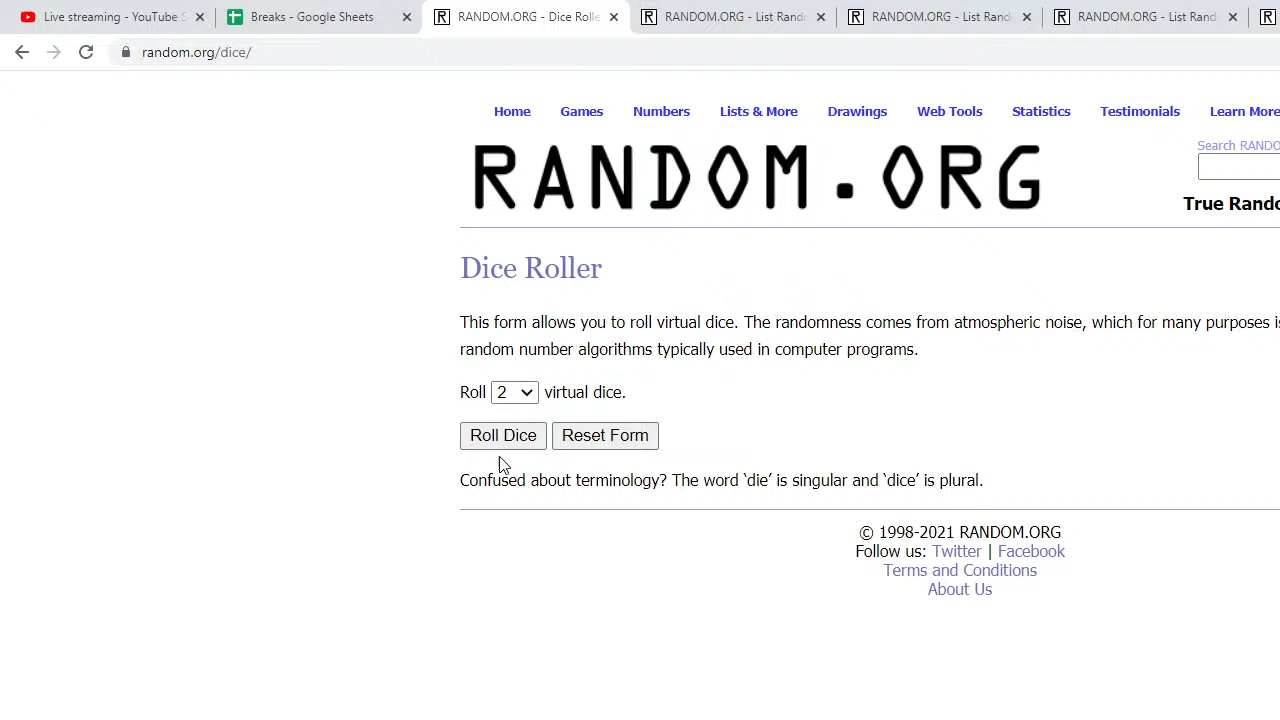 Live streaming - YouTube S
Breaks - Google Sheets
RANDOM.ORG - Dice Rolle
RANDOM.ORG - List Rand
RANDOM.ORG - List Rand
RANDOM.ORG - List Rand
random.org/dice/
Home Games Numbers Lists & More Drawings Web Tools Statistics Testimonials Learn More
Search RANDO
RANDOM.ORG
True Rando
Dice Roller
This form allows you to roll virtual dice. The randomness comes from atmospheric noise, which for many purposes is
random number algorithms typically used in computer programs.
Roll 2 virtual dice.
Roll Dice Reset Form
Confused about terminology? The word ‘die’ is singular and ‘dice’ is plural.
© 1998-2021 RANDOM.ORG
Follow us: Twitter | Facebook
Terms and Conditions
About Us